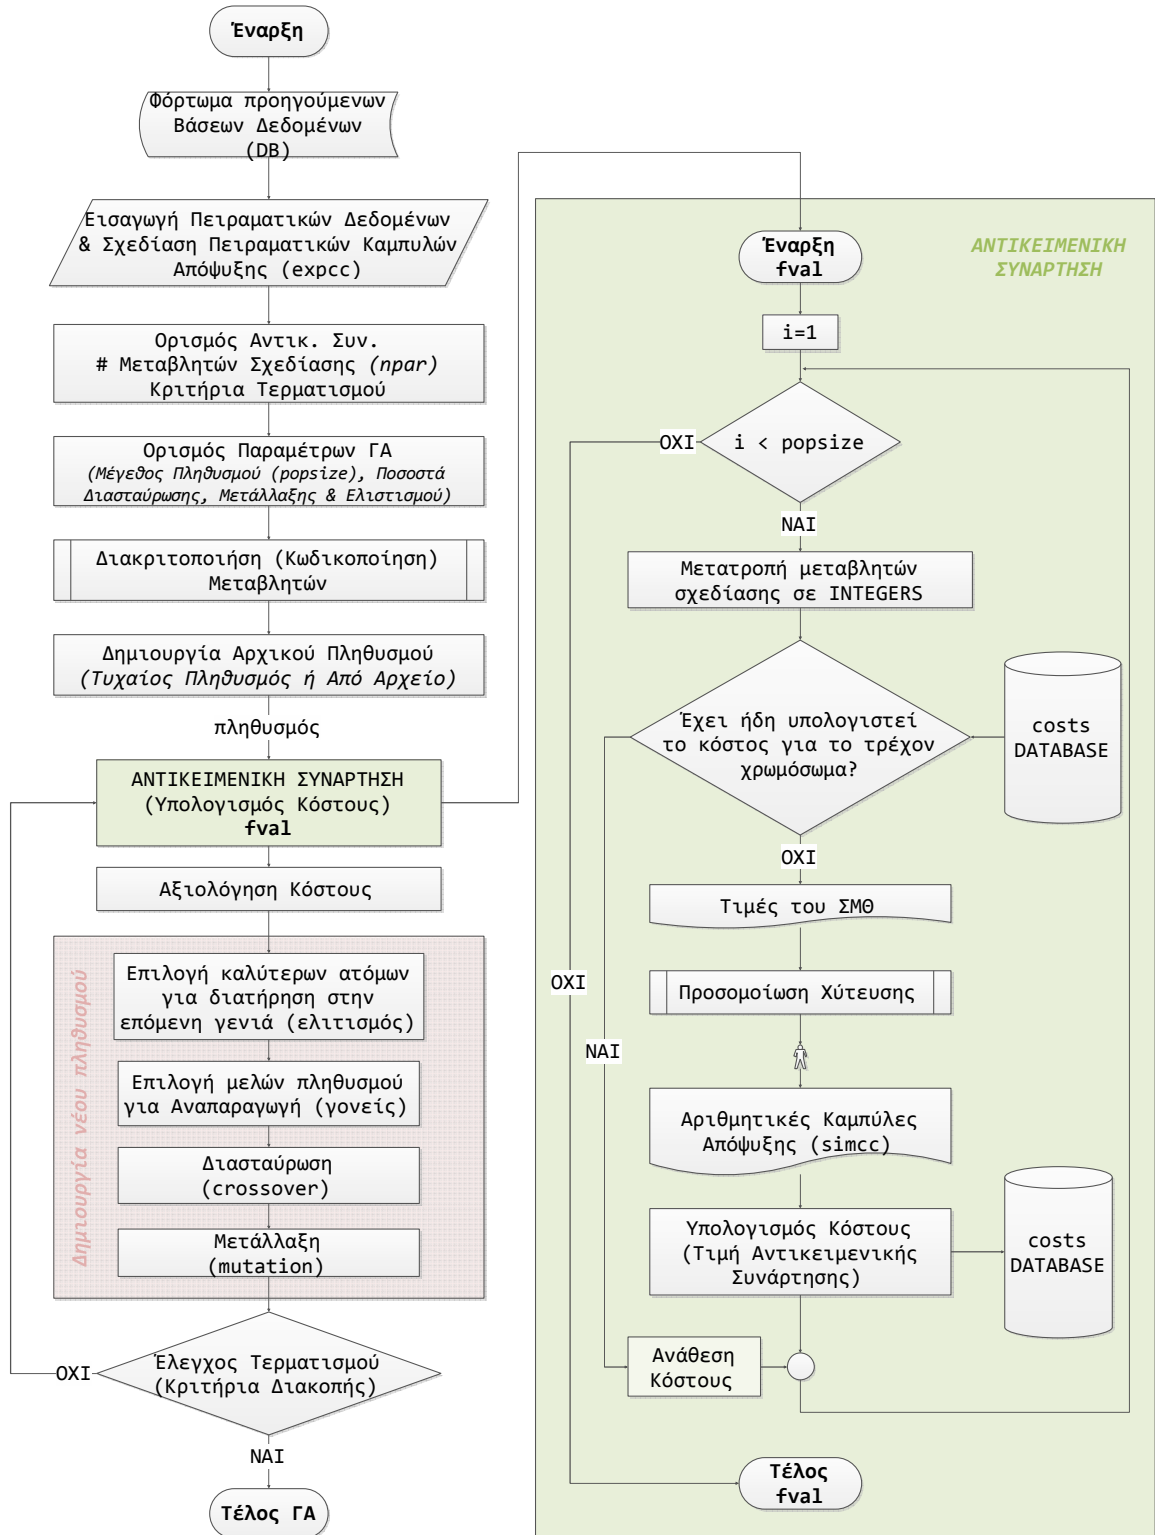 Έναρξη
Φόρτωμα προηγούμενων
Βάσεων Δεδομένων
(DB)
Εισαγωγή Πειραματικών Δεδομένων
& Σχεδίαση Πειραματικών Καμπυλών
Απόψυξης (expcc)
Ορισμός Αντικ. Συν.
# Μεταβλητών Σχεδίασης (npar)
Κριτήρια Τερματισμού
Ορισμός Παραμέτρων ΓΑ
(Μέγεθος Πληθυσμού (popsize), Ποσοστά
Διασταύρωσης, Μετάλλαξης & Ελιστισμού)
Διακριτοποιήση (Κωδικοποίηση)
Μεταβλητών
Δημιουργία Αρχικού Πληθυσμού
(Τυχαίος Πληθυσμός ή Από Αρχείο)
πληθυσμός
ΑΝΤΙΚΕΙΜΕΝΙΚΗ ΣΥΝΑΡΤΗΣΗ
(Υπολογισμός Κόστους)
fval
Αξιολόγηση Κόστους
Δημιουργία νέου πληθυσμού
Επιλογή καλύτερων ατόμων
για διατήρηση στην
επόμενη γενιά (ελιτισμός)
Επιλογή μελών πληθυσμού
για Αναπαραγωγή (γονείς)
Διασταύρωση
(crossover)
Μετάλλαξη
(mutation)
Έλεγχος Τερματισμού
(Κριτήρια Διακοπής)
ΟΧΙ
ΝΑΙ
Τέλος ΓΑ
ΑΝΤΙΚΕΙΜΕΝΙΚΗ
ΣΥΝΑΡΤΗΣΗ
Έναρξη
fval
i=1
i < popsize
ΟΧΙ
ΝΑΙ
Μετατροπή μεταβλητών
σχεδίασης σε INTEGERS
Έχει ήδη υπολογιστεί
το κόστος για το τρέχον
χρωμόσωμα?
costs
DATABASE
ΟΧΙ
Τιμές του ΣΜΘ
ΟΧΙ
Προσομοίωση Χύτευσης
ΝΑΙ
Αριθμητικές Καμπύλες
Απόψυξης (simcc)
Υπολογισμός Κόστους
(Τιμή Αντικειμενικής
Συνάρτησης)
costs
DATABASE
Ανάθεση
Κόστους
Τέλος
fval